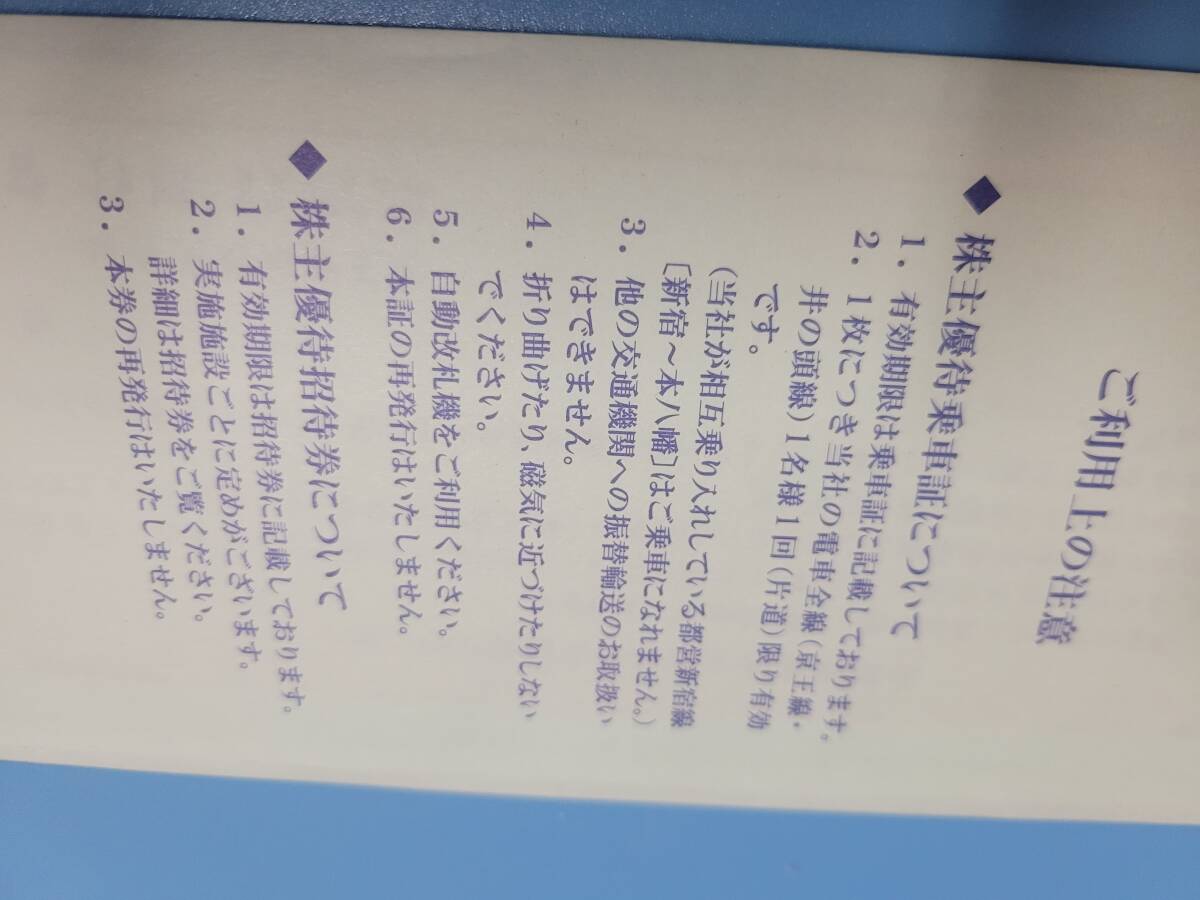 ご利用上の注意
◆ 株主優待乗車証について
1. 有効期限は乗車証に記載しております。
2. 1枚につき当社の電車全線(京王線・
井の頭線)1名様1回(片道)限り有効
です。
(当社が相互乗り入れしている都営新宿線
[新宿～本八幡]はご乗車になれません。)
3. 他の交通機関への振替輸送のお取扱い
はできません。
4. 折り曲げたり、磁気に近づけたりしない
でください。
5. 自動改札機をご利用ください。
6. 本証の再発行はいたしません。
◆ 株主優待招待券について
1. 有効期限は招待券に記載しております。
2. 実施施設ごとに定めがございます。
詳細は招待券をご覧ください。
3. 本券の再発行はいたしません。